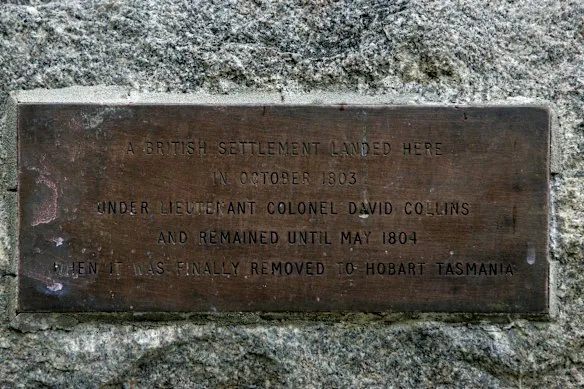 A BRITISH SETTLEMENT LANDED HERE
IN OCTOBER 1803
UNDER LIEUTENANT COLONEL DAVID COLLINS
AND REMAINED UNTIL MAY 1804
WHEN IT WAS FINALLY REMOVED TO HOBART TASMANIA